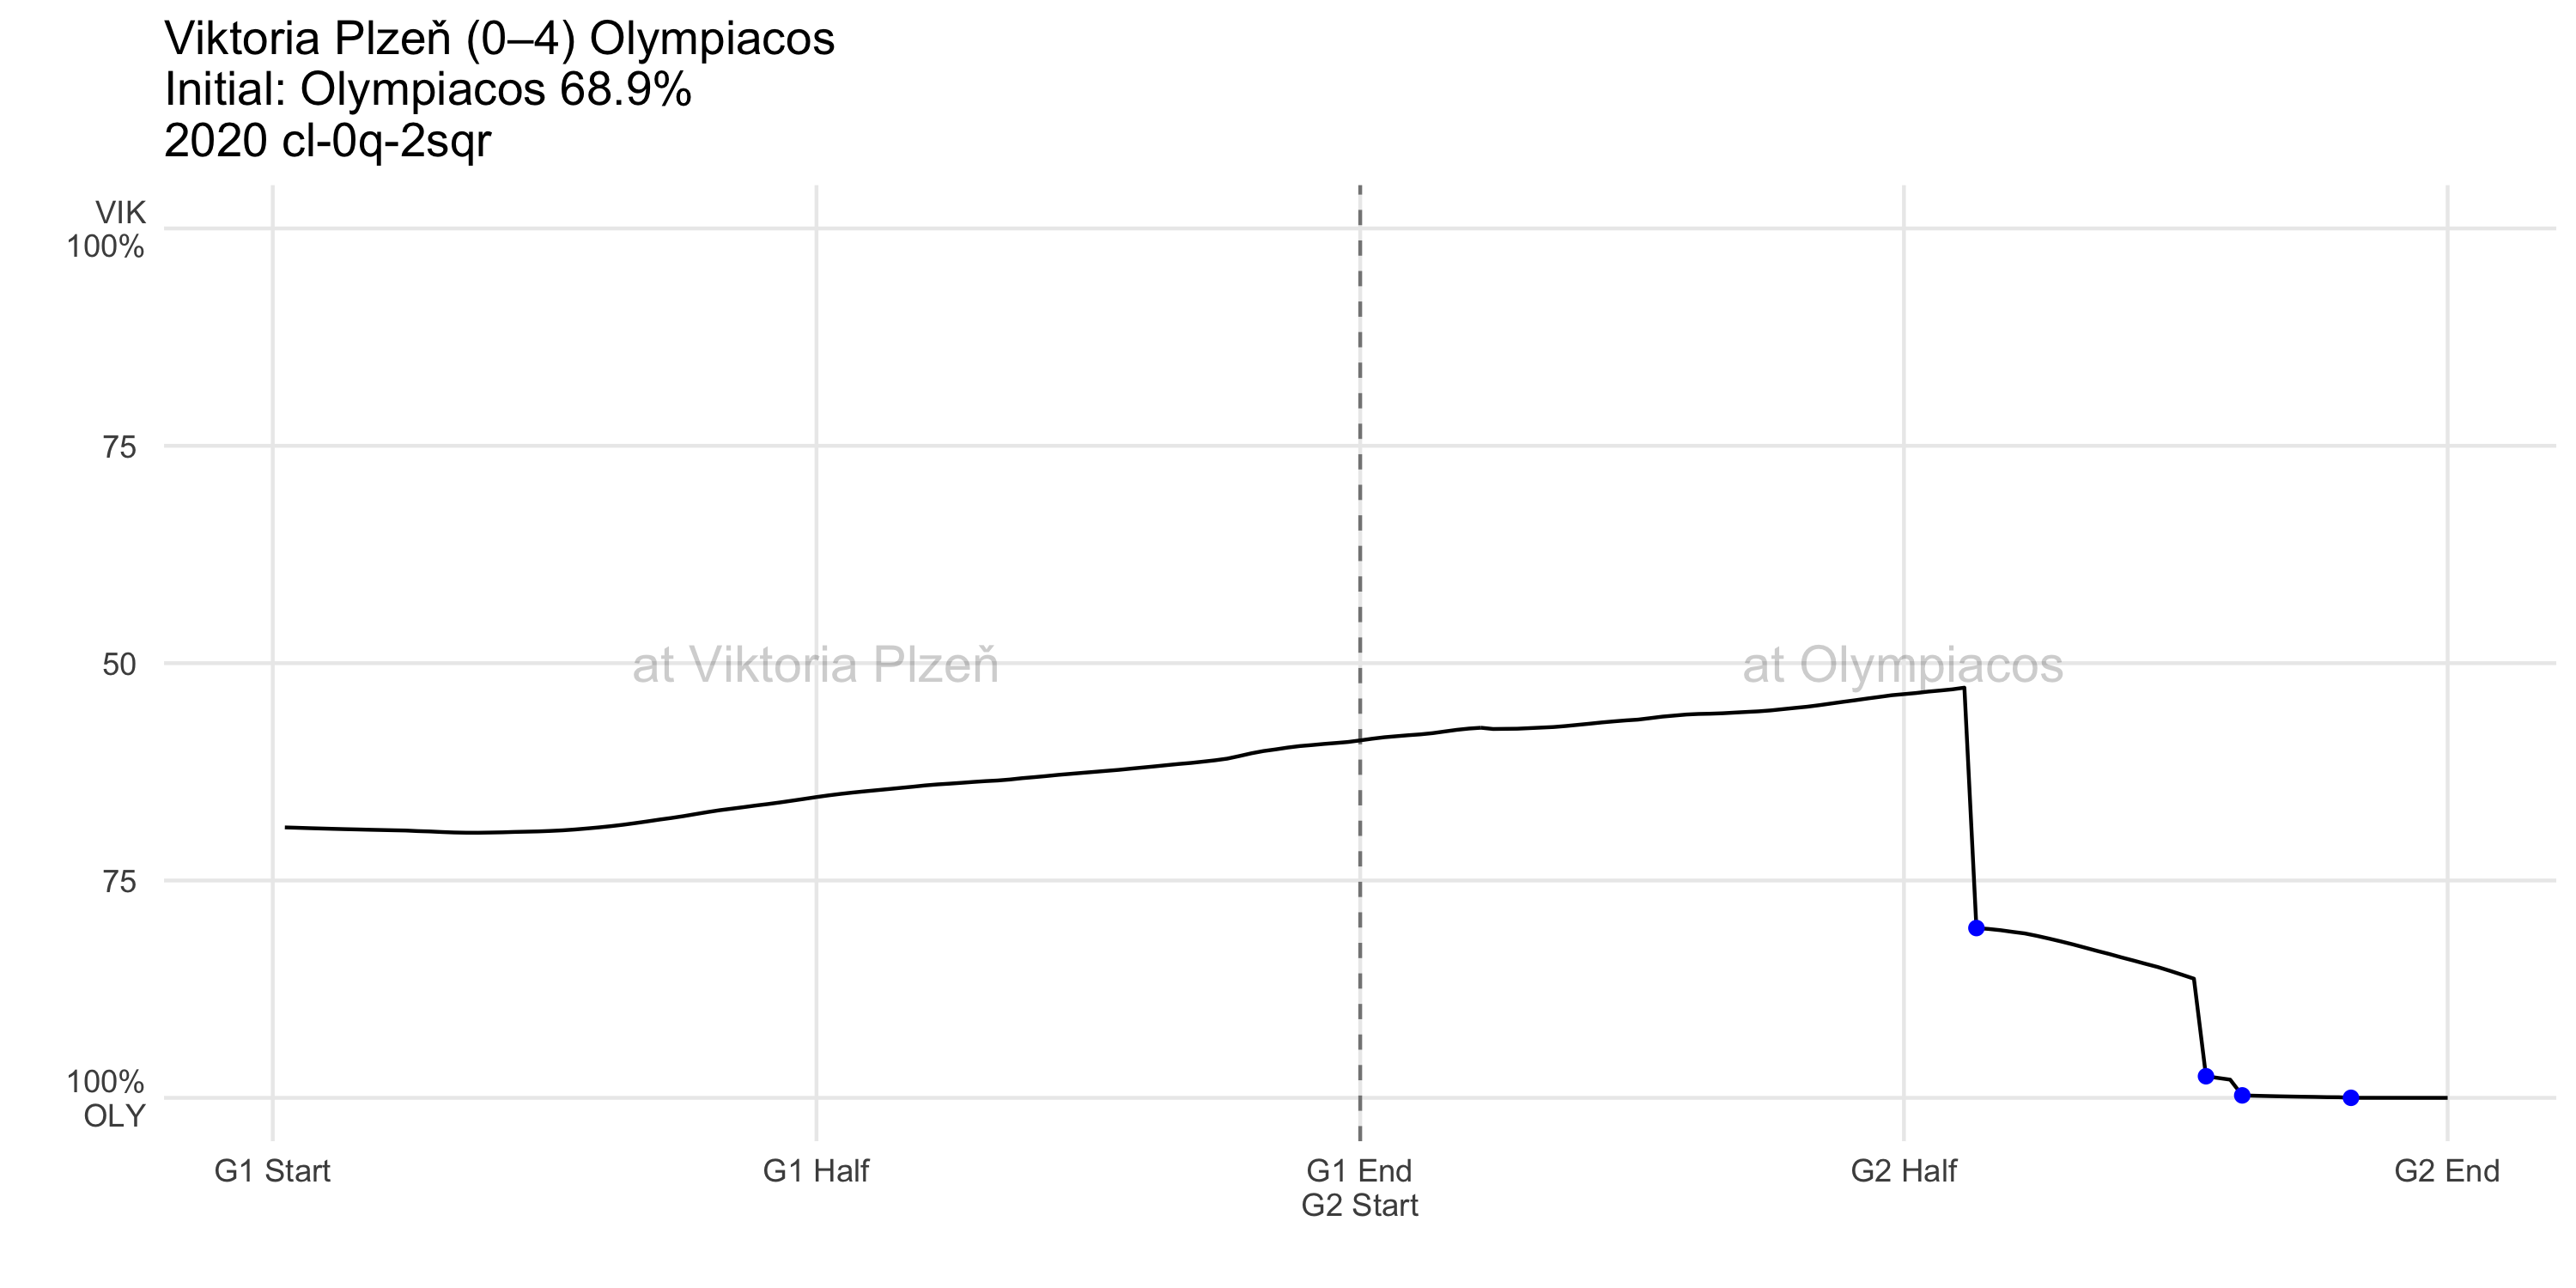 Viktoria Plzeň (0–4) Olympiacos
Initial: Olympiacos 68.9%
2020 cl-0q-2sqr
VIK
100%
75
50
at Viktoria Plzeň
at Olympiacos
75
100%
OLY
G1 Start
G1 Half
G1 End
G2 Start
G2 Half
G2 End